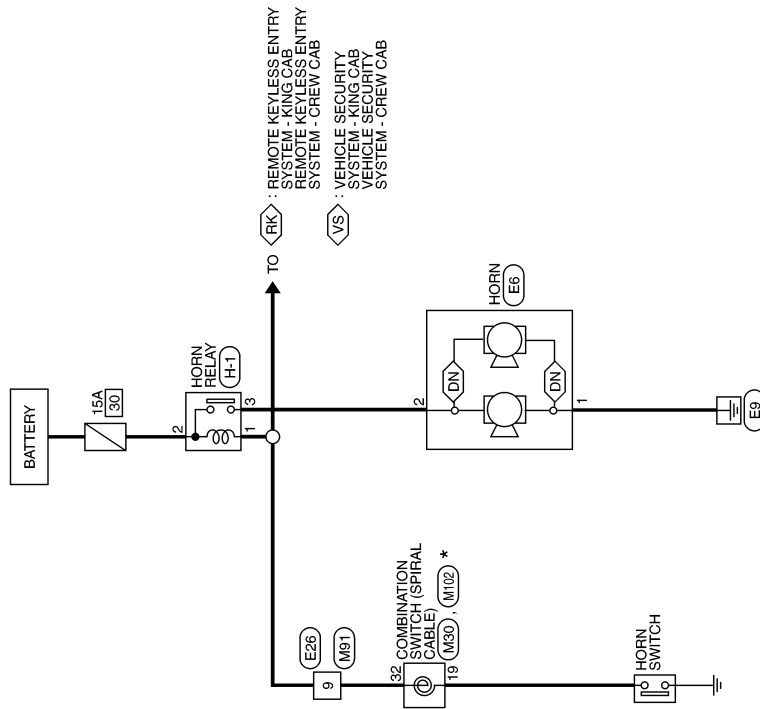 BATTERY
15A
30
HORN
RELAY
H-1
2
3
1
TO
RK
: REMOTE KEYLESS ENTRY
SYSTEM - KING CAB
REMOTE KEYLESS ENTRY
SYSTEM - CREW CAB
VS
: VEHICLE SECURITY
SYSTEM - KING CAB
VEHICLE SECURITY
SYSTEM - CREW CAB
HORN
E6
2
DN
DN
1
E9
E26
9
M91
COMBINATION
SWITCH (SPIRAL
CABLE)
M30 , M102 *
32
19
HORN
SWITCH